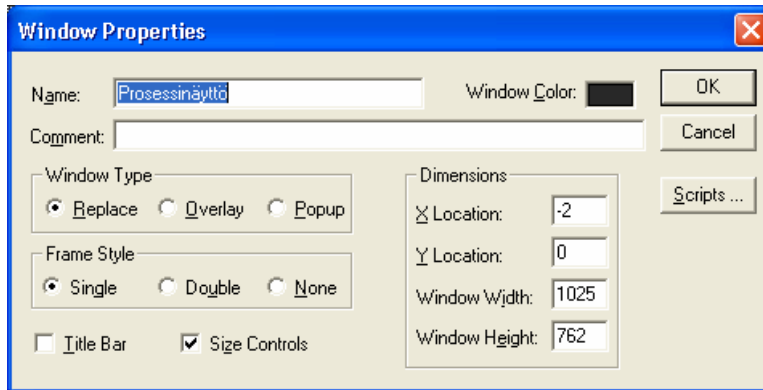 Window Properties
Name: Prosessinäyttö Window Color: OK
Comment: Cancel
Window Type Dimensions Scripts ...
Replace Overlay Popup X Location: -2
Frame Style Y Location: 0
Single Double None Window Width: 1025
Title Bar Size Controls Window Height: 762